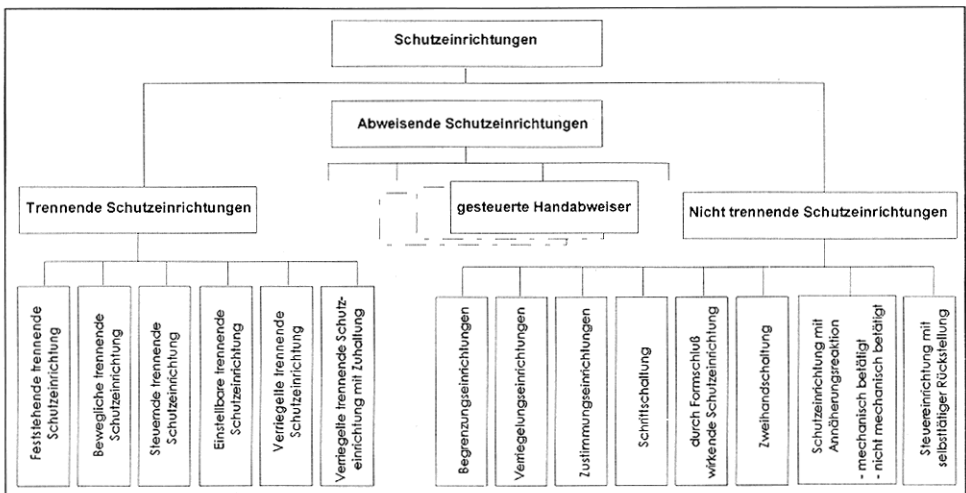 Schutzeinrichtungen
Abweisende Schutzeinrichtungen
Trennende Schutzeinrichtungen
gesteuerte Handabweiser
Nicht trennende Schutzeinrichtungen
Feststehende trennende
Schutzeinrichtung
Bewegliche trennende
Schutzeinrichtung
Steuernde trennende
Schutzeinrichtung
Einstellbare trennende
Schutzeinrichtung
Verriegelte trennende
Schutzeinrichtung
Verriegelte trennende Schutz-
einrichtung mit Zuhaltung
Begrenzungseinrichtungen
Verriegelungseinrichtungen
Zustimmungseinrichtungen
Schrittschaltung
durch Formschluß
wirkende Schutzeinrichtung
Zweihandschaltung
Schutzeinrichtung mit
Annäherungsreaktion
- mechanisch betätigt
- nicht mechanisch betätigt
Steuereinrichtung mit
selbsttätiger Rückstellung